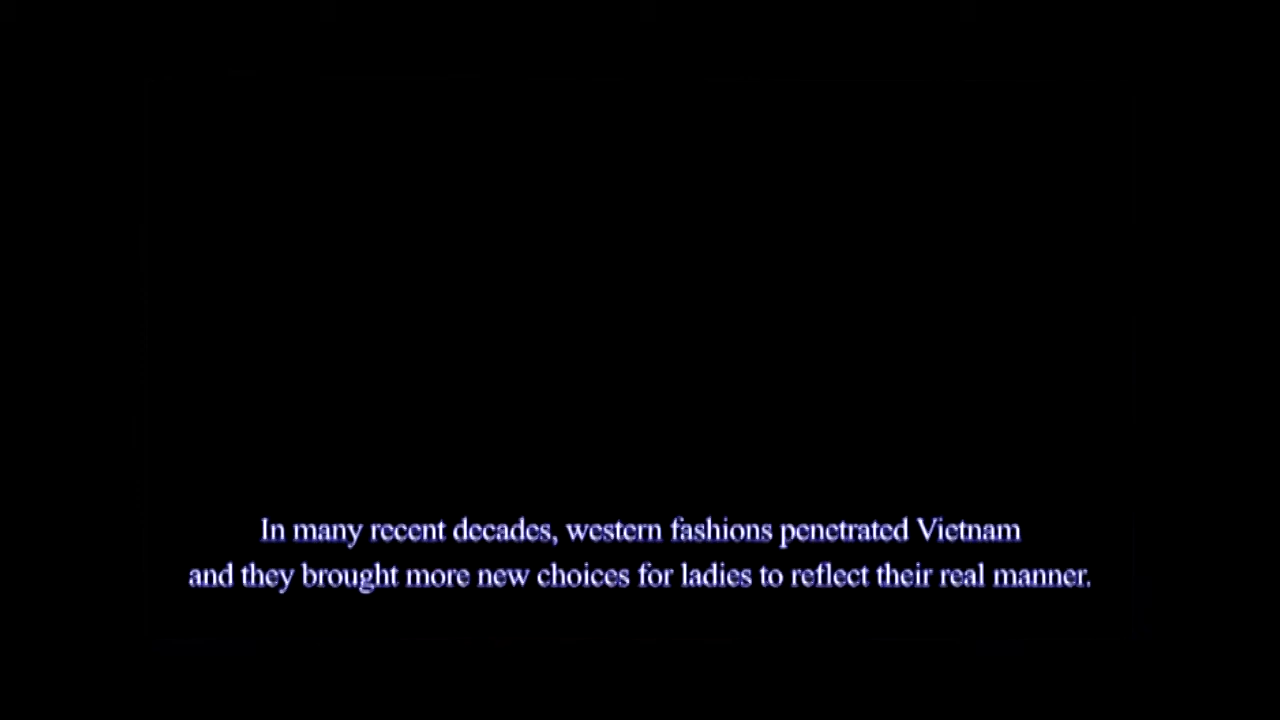 In many recent decades, western fashions penetrated Vietnam
and they brought more new choices for ladies to reflect their real manner.